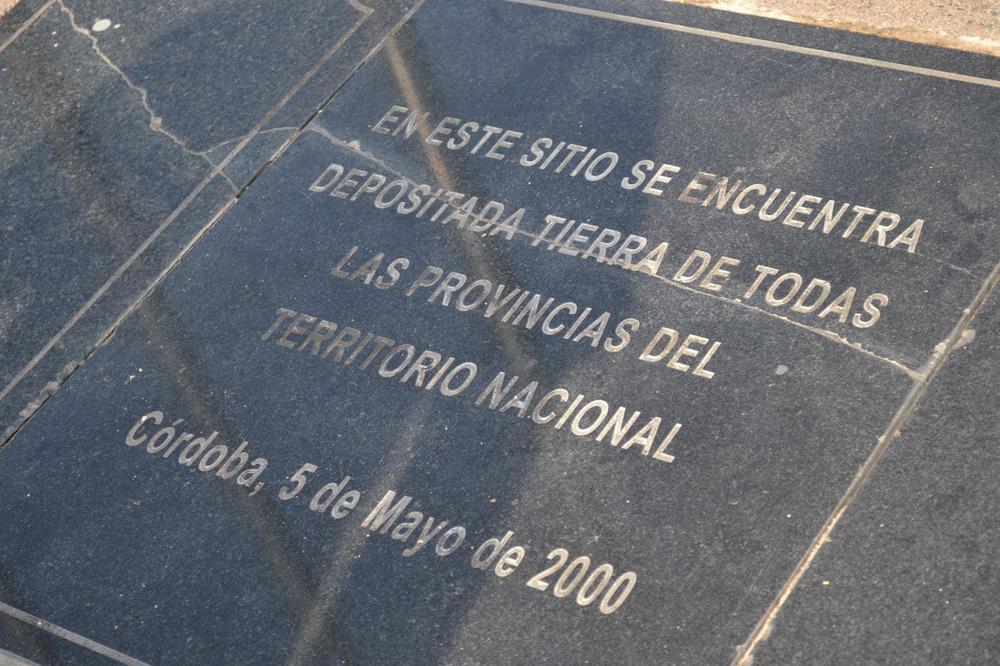 EN ESTE SITIO SE ENCUENTRA
DEPOSITADA TIERRA DE TODAS
LAS PROVINCIAS DEL
TERRITORIO NACIONAL
Córdoba, 5 de Mayo de 2000